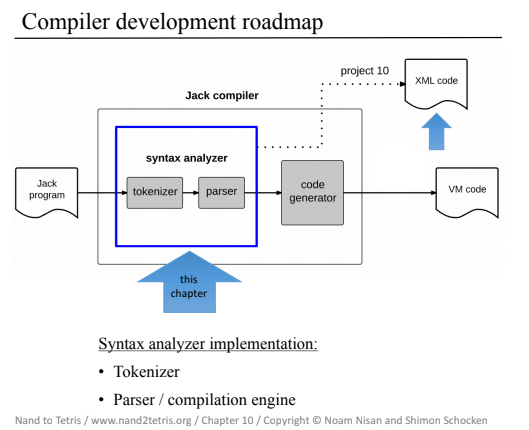 Compiler development roadmap
project 10
XML code
Jack compiler
syntax analyzer
Jack
program
tokenizer
parser
code
generator
VM code
this
chapter
Syntax analyzer implementation:
• Tokenizer
• Parser / compilation engine
Nand to Tetris / www.nand2tetris.org / Chapter 10 / Copyright © Noam Nisan and Shimon Schocken